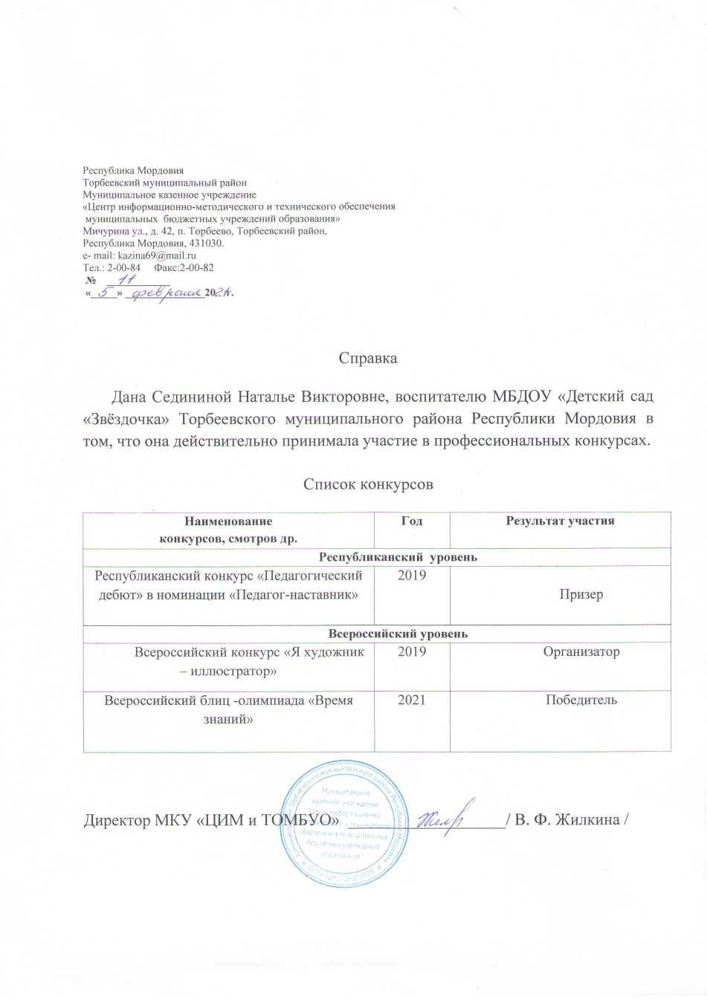 Республика Мордовия
Торбеевский муниципальный район
Муниципальное казенное учреждение
«Центр информационно-методического и технического обеспечения
муниципальных бюджетных учреждений образования»
Мичурина ул., д. 42, п. Торбеево, Торбеевский район,
Республика Мордовия, 431030.
e- mail: kazina69@mail.ru
Тел.: 2-00-84 Факс:2-00-82
№ 11
«5» февраля 2021.
Справка
Дана Седининой Наталье Викторовне, воспитателю МБДОУ «Детский сад
«Звёздочка» Торбеевского муниципального района Республики Мордовия в
том, что она действительно принимала участие в профессиональных конкурсах.
Список конкурсов
Наименование
конкурсов, смотров др.
Год
Результат участия
Республиканский уровень
Республиканский конкурс «Педагогический
дебют» в номинации «Педагог-наставник»
2019
Призер
Всероссийский уровень
Всероссийский конкурс «Я художник
– иллюстратор»
2019
Организатор
Всероссийский блиц -олимпиада «Время
знаний»
2021
Победитель
Муниципальное
казенное учреждение
обеспечения муниципальных
бюджетных учреждений
образования"
Директор МКУ «ЦИМ и ТОМБУО» / В. Ф. Жилкина /